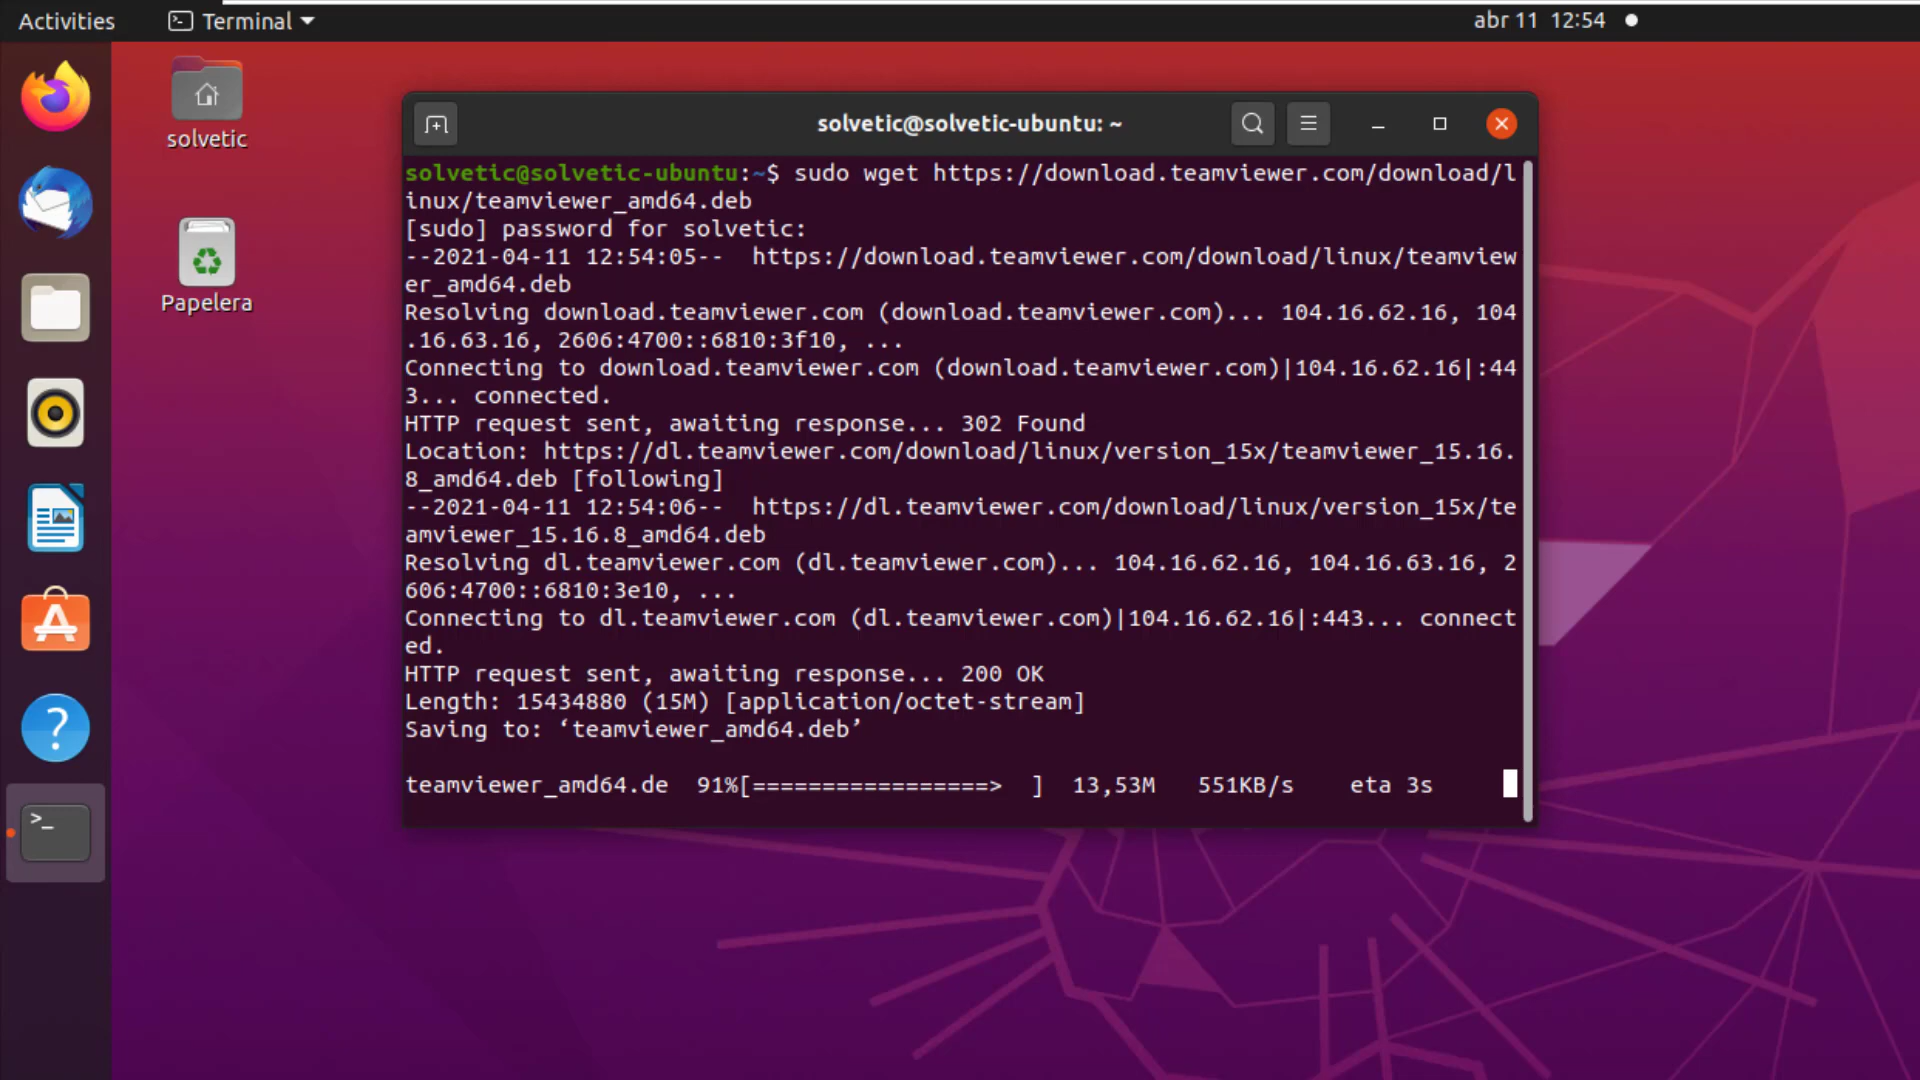 Activities
Terminal
abr 11 12:54
solvetic
Papelera
solvetic@solvetic-ubuntu: ~
solvetic@solvetic-ubuntu:~$ sudo wget https://download.teamviewer.com/download/l
inux/teamviewer_amd64.deb
[sudo] password for solvetic:
--2021-04-11 12:54:05--  https://download.teamviewer.com/download/linux/teamview
er_amd64.deb
Resolving download.teamviewer.com (download.teamviewer.com)... 104.16.62.16, 104
.16.63.16, 2606:4700::6810:3f10, ...
Connecting to download.teamviewer.com (download.teamviewer.com)|104.16.62.16|:44
3... connected.
HTTP request sent, awaiting response... 302 Found
Location: https://dl.teamviewer.com/download/linux/version_15x/teamviewer_15.16.
8_amd64.deb [following]
--2021-04-11 12:54:06--  https://dl.teamviewer.com/download/linux/version_15x/te
amviewer_15.16.8_amd64.deb
Resolving dl.teamviewer.com (dl.teamviewer.com)... 104.16.62.16, 104.16.63.16, 2
606:4700::6810:3e10, ...
Connecting to dl.teamviewer.com (dl.teamviewer.com)|104.16.62.16|:443... connect
ed.
HTTP request sent, awaiting response... 200 OK
Length: 15434880 (15M) [application/octet-stream]
Saving to: ‘teamviewer_amd64.deb’
teamviewer_amd64.de  91%[=================>  ]  13,53M   551KB/s    eta 3s